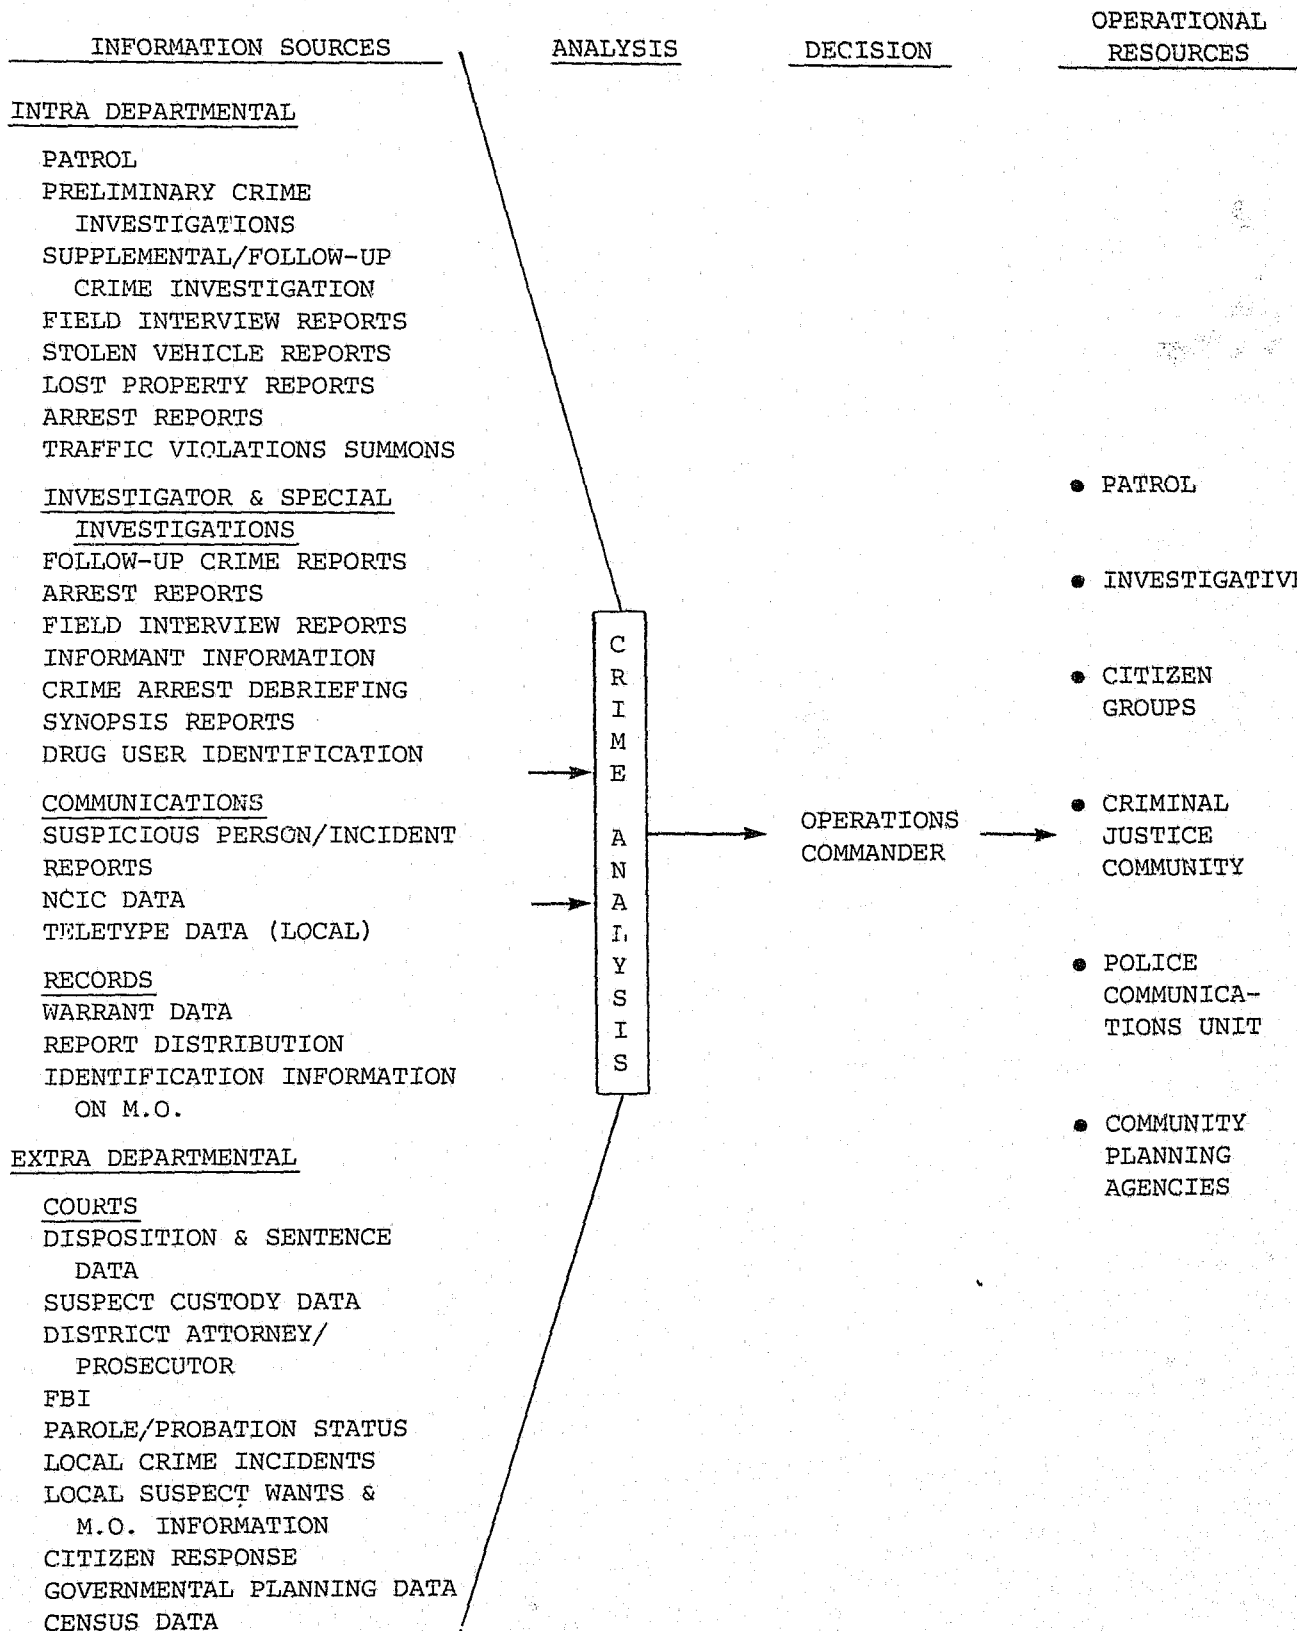 INFORMATION SOURCES
ANALYSIS
DECISION
OPERATIONAL
RESOURCES
INTRA DEPARTMENTAL
PATROL
PRELIMINARY CRIME
INVESTIGATIONS
SUPPLEMENTAL/FOLLOW-UP
CRIME INVESTIGATION
FIELD INTERVIEW REPORTS
STOLEN VEHICLE REPORTS
LOST PROPERTY REPORTS
ARREST REPORTS
TRAFFIC VIOLATIONS SUMMONS
INVESTIGATOR & SPECIAL
INVESTIGATIONS
FOLLOW-UP CRIME REPORTS
ARREST REPORTS
FIELD INTERVIEW REPORTS
INFORMANT INFORMATION
CRIME ARREST DEBRIEFING
SYNOPSIS REPORTS
DRUG USER IDENTIFICATION
COMMUNICATIONS
SUSPICIOUS PERSON/INCIDENT
REPORTS
NCIC DATA
TELETYPE DATA (LOCAL)
RECORDS
WARRANT DATA
REPORT DISTRIBUTION
IDENTIFICATION INFORMATION
ON M.O.
EXTRA DEPARTMENTAL
COURTS
DISPOSITION & SENTENCE
DATA
SUSPECT CUSTODY DATA
DISTRICT ATTORNEY/
PROSECUTOR
FBI
PAROLE/PROBATION STATUS
LOCAL CRIME INCIDENTS
LOCAL SUSPECT WANTS &
M.O. INFORMATION
CITIZEN RESPONSE
GOVERNMENTAL PLANNING DATA
CENSUS DATA
CRIME ANALYSIS
OPERATIONS
COMMANDER
● PATROL
● INVESTIGATIVE
● CITIZEN
GROUPS
● CRIMINAL
JUSTICE
COMMUNITY
● POLICE
COMMUNICA-
TIONS UNIT
● COMMUNITY
PLANNING
AGENCIES